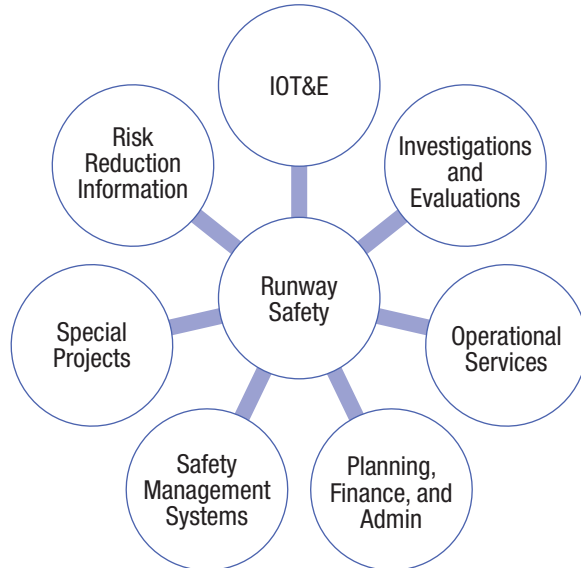 IOT&E
Risk
Reduction
Information
Investigations
and
Evaluations
Runway
Safety
Special
Projects
Operational
Services
Safety
Management
Systems
Planning,
Finance, and
Admin